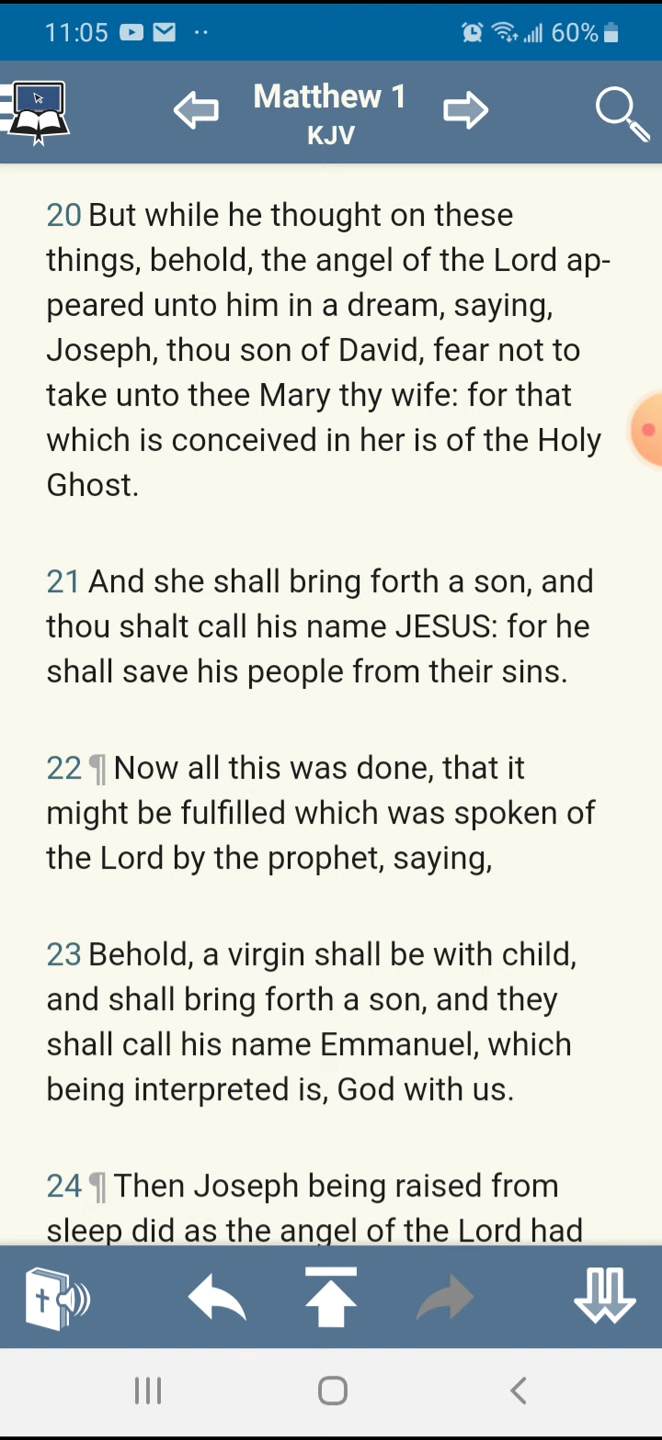 11:05 60%
Matthew 1
KJV
20 But while he thought on these
things, behold, the angel of the Lord ap-
peared unto him in a dream, saying,
Joseph, thou son of David, fear not to
take unto thee Mary thy wife: for that
which is conceived in her is of the Holy
Ghost.
21 And she shall bring forth a son, and
thou shalt call his name JESUS: for he
shall save his people from their sins.
22 ¶ Now all this was done, that it
might be fulfilled which was spoken of
the Lord by the prophet, saying,
23 Behold, a virgin shall be with child,
and shall bring forth a son, and they
shall call his name Emmanuel, which
being interpreted is, God with us.
24 ¶ Then Joseph being raised from
sleep did as the angel of the Lord had